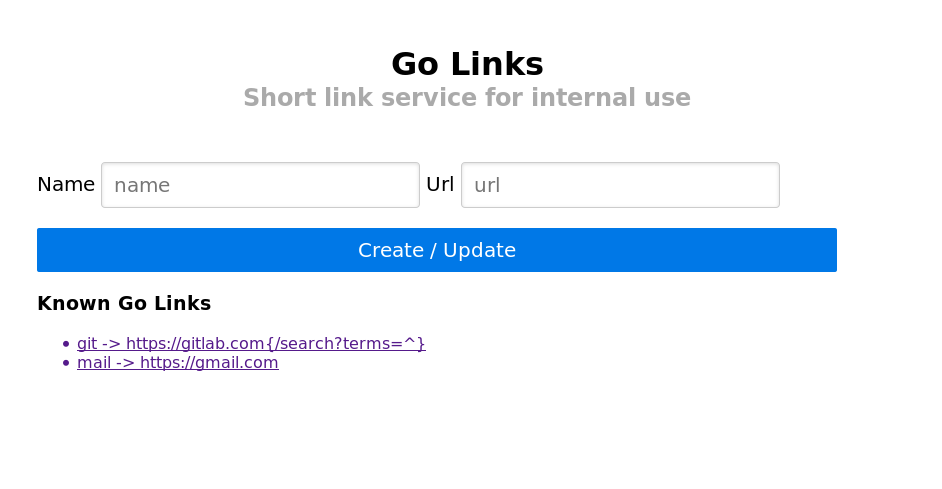 Go Links
Short link service for internal use
Name name Url url
Create / Update
Known Go Links
git -> https://gitlab.com{/search?terms=^}
mail -> https://gmail.com